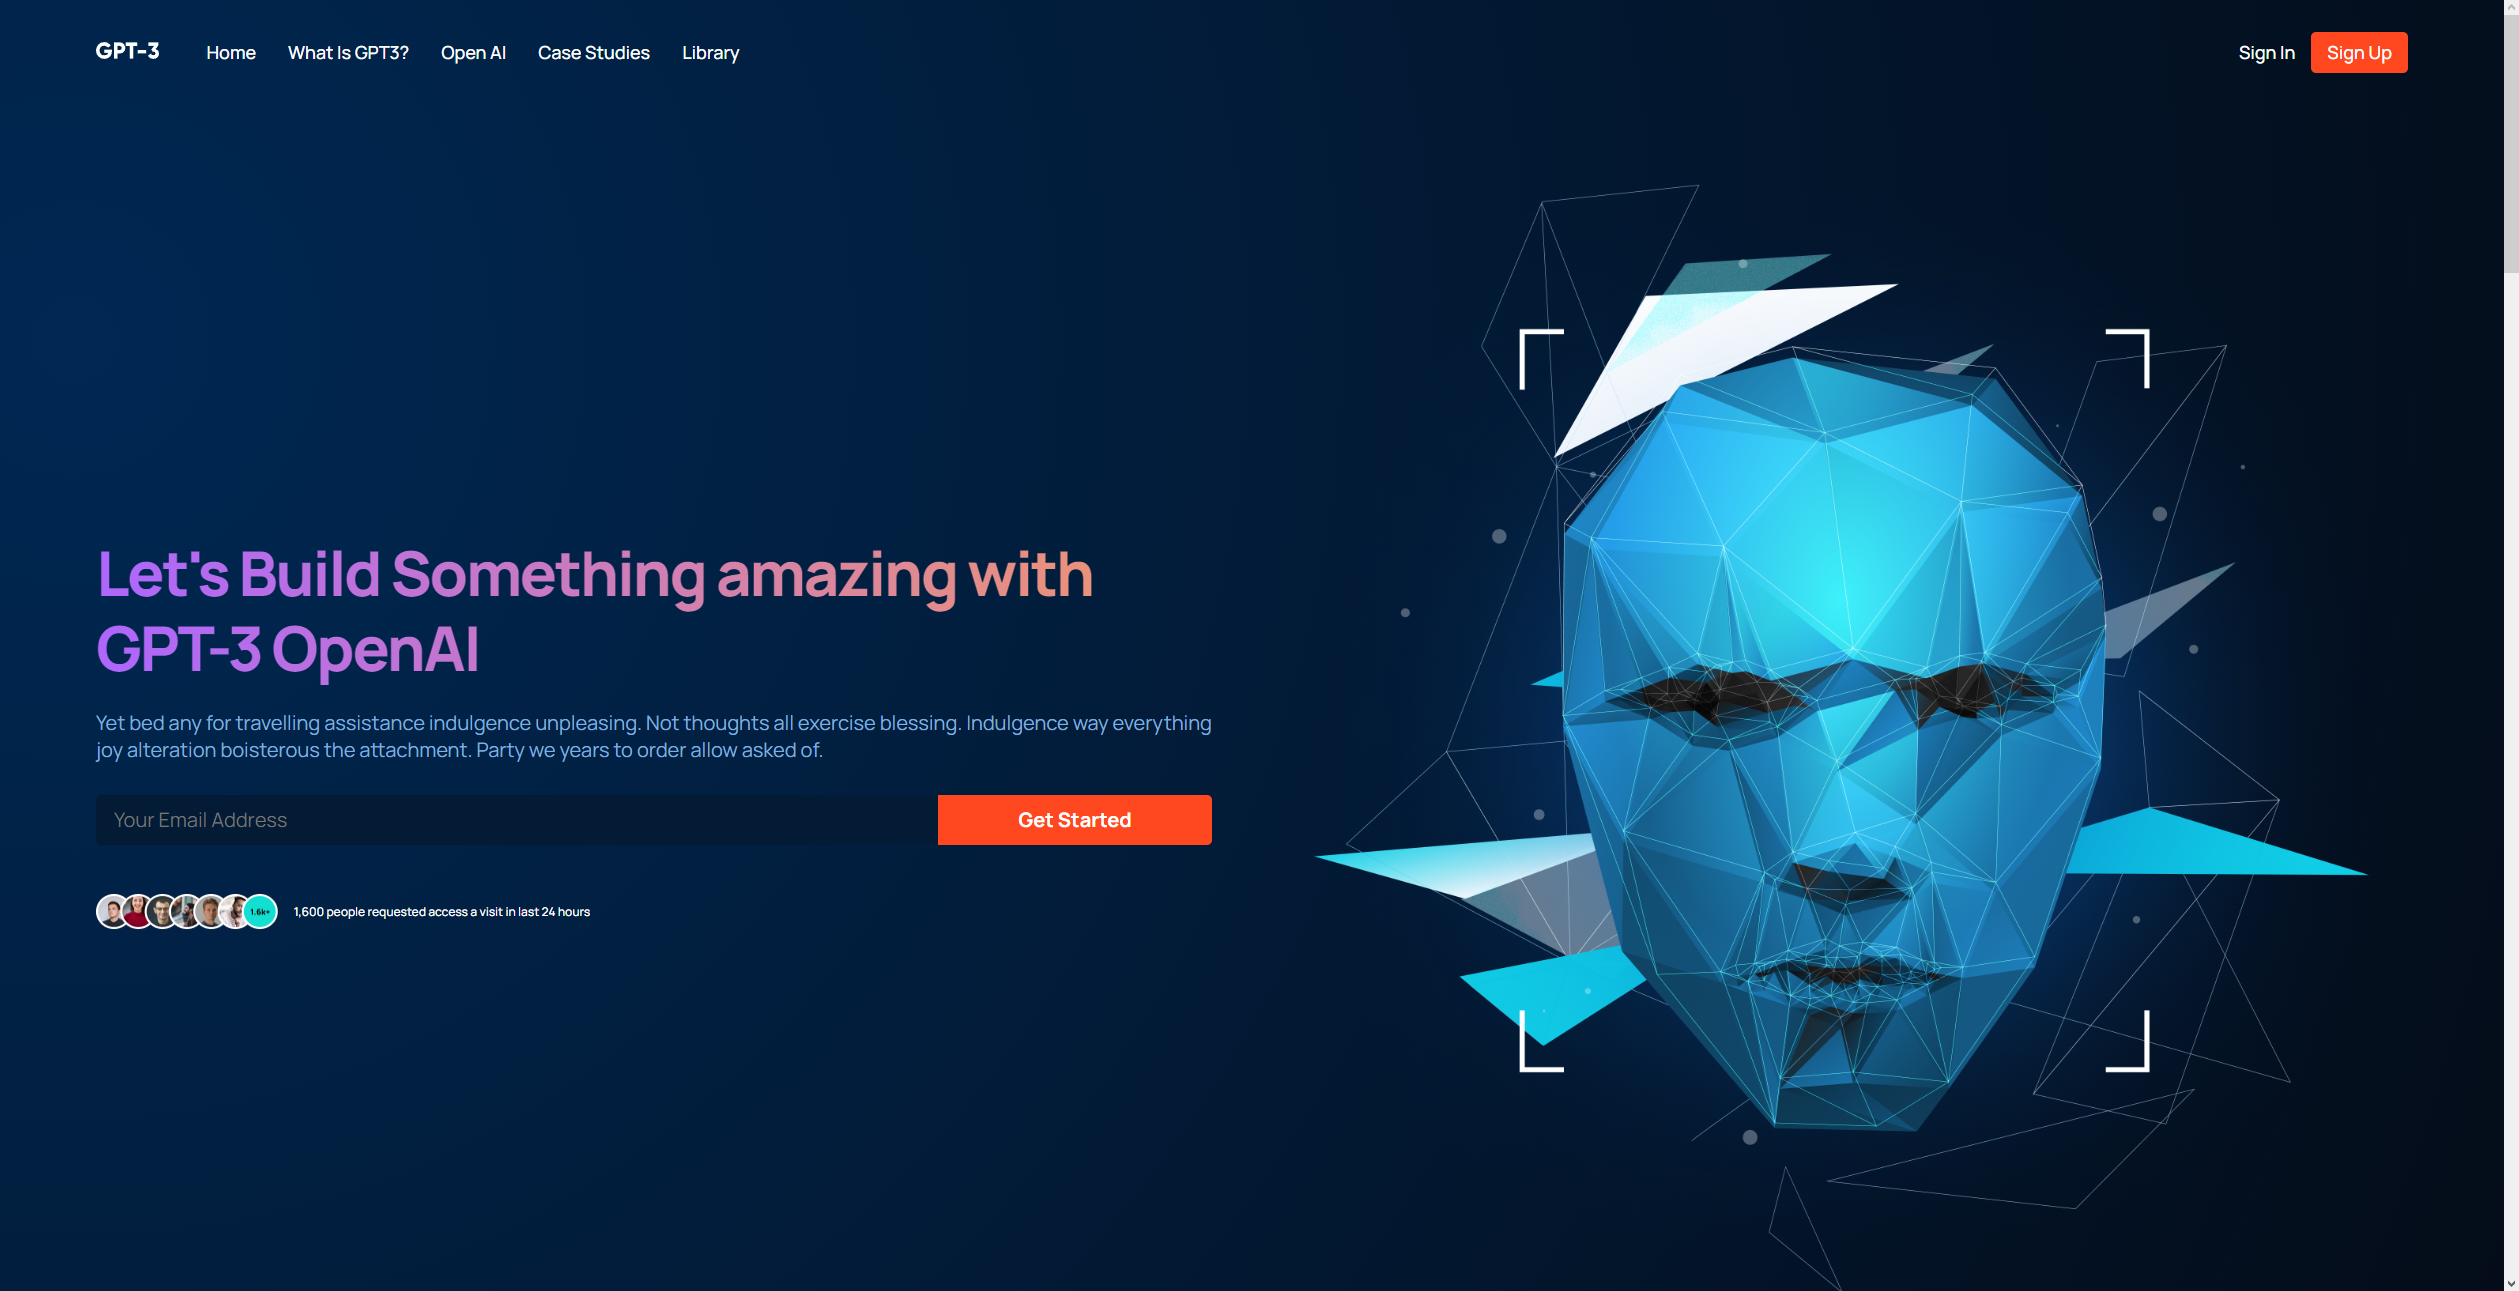 GPT-3
Home
What Is GPT3?
Open AI
Case Studies
Library
Sign In
Sign Up
Let's Build Something amazing with
GPT-3 OpenAI
Yet bed any for travelling assistance indulgence unpleasing. Not thoughts all exercise blessing. Indulgence way everything
joy alteration boisterous the attachment. Party we years to order allow asked of.
Your Email Address
Get Started
1.6k+
1,600 people requested access a visit in last 24 hours